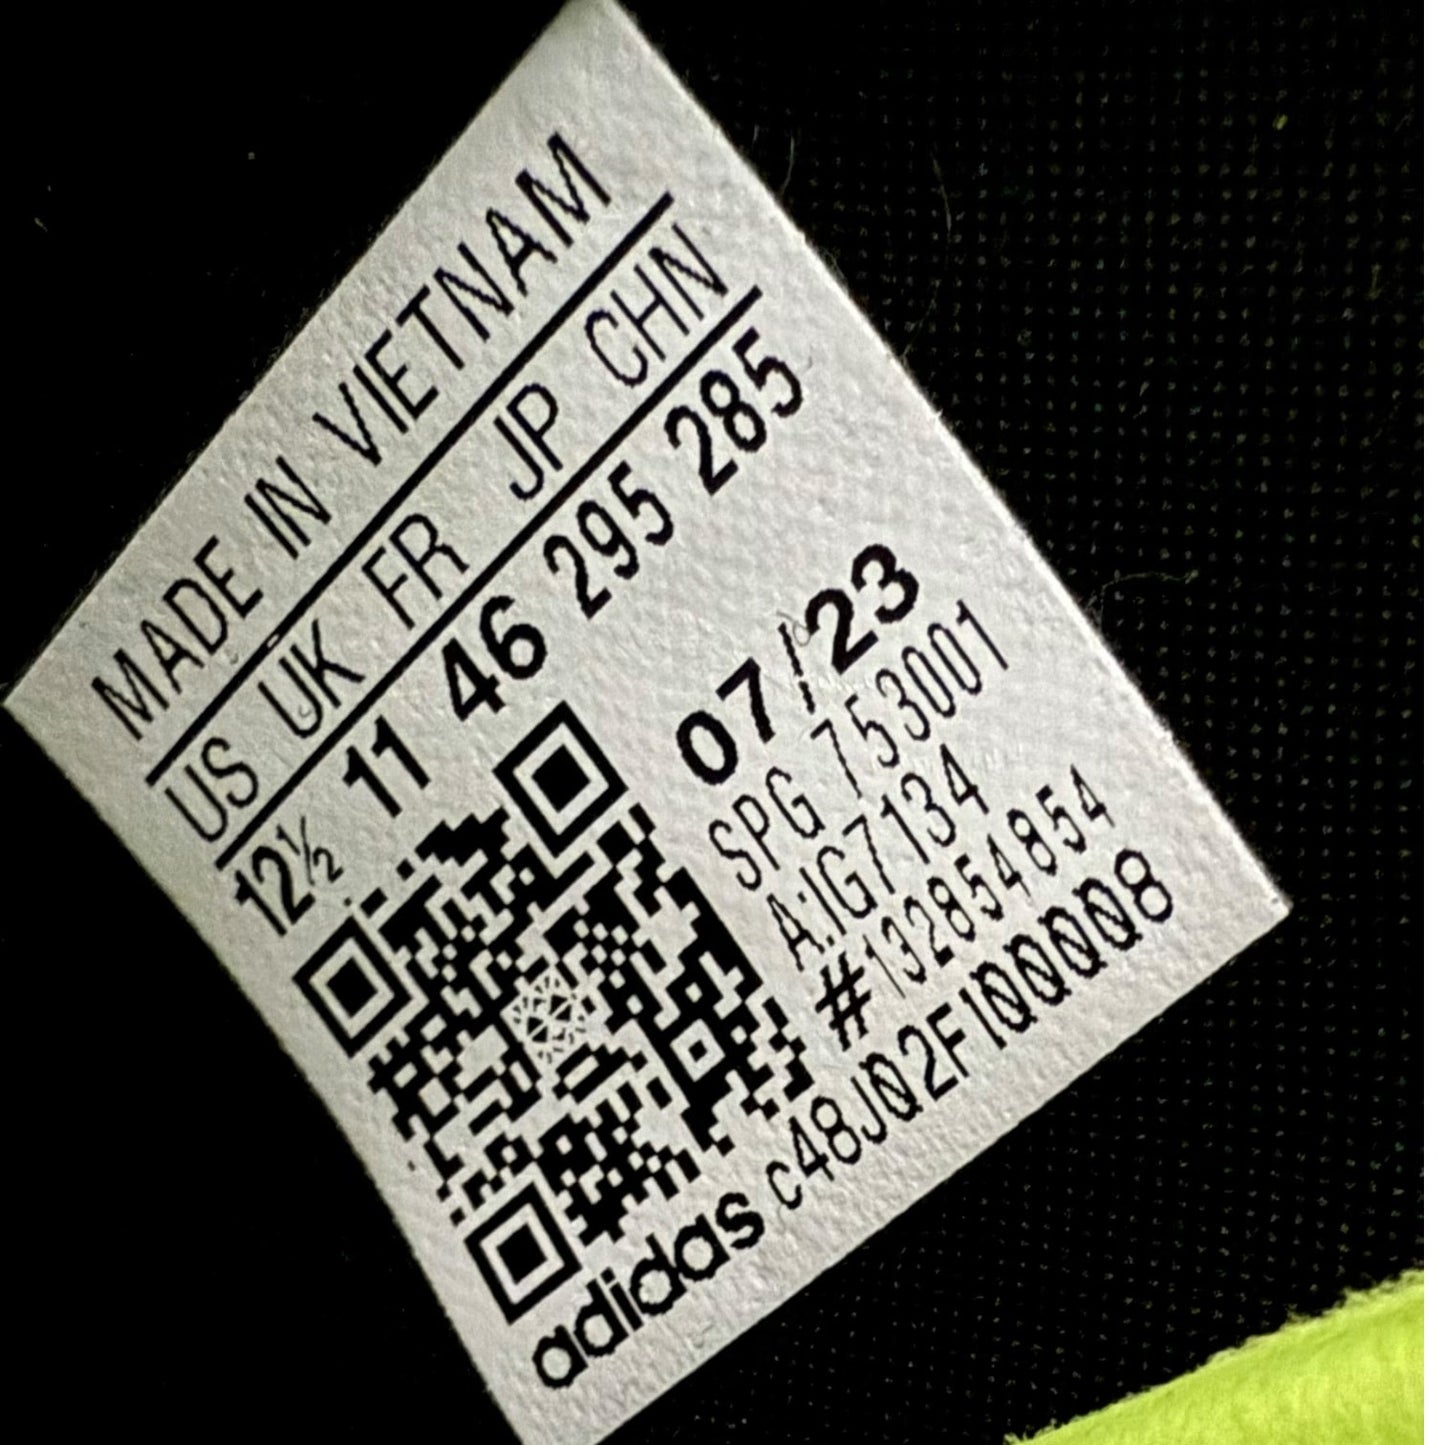 MADE IN VIETNAM
US UK FR JP CHN
12½ 11 46 295 285
07/23
SPG 753001
A:IG7134
#132854854
adidas c48J02F100008